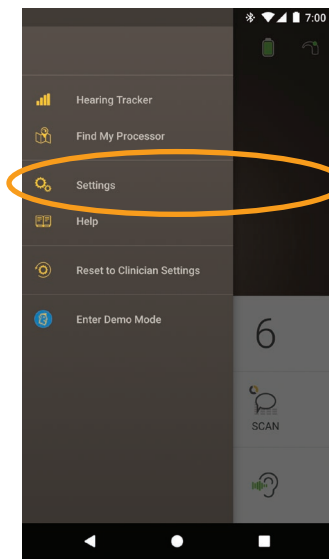 7:00
Hearing Tracker
Find My Processor
Settings
Help
Reset to Clinician Settings
Enter Demo Mode
6
SCAN